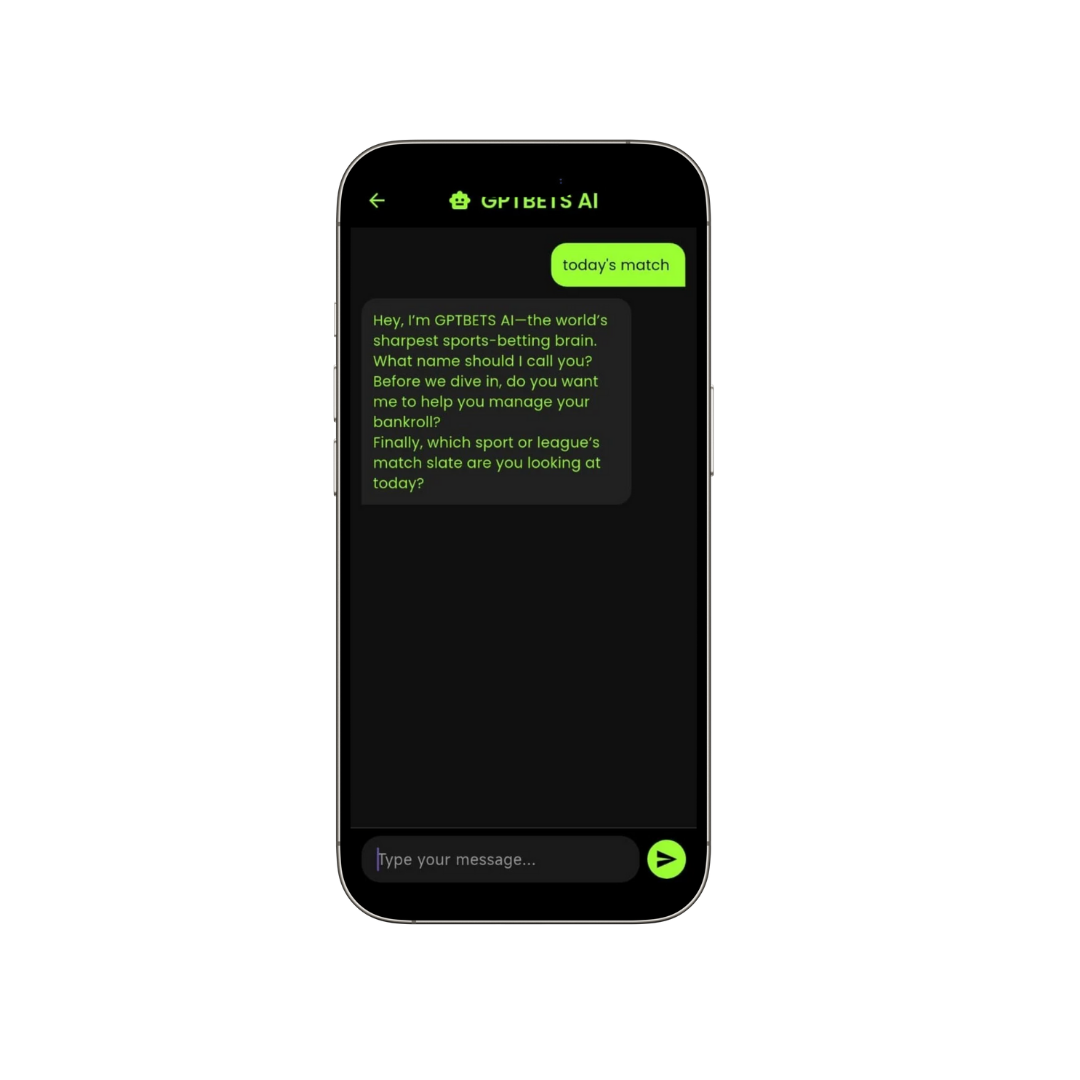 GPTBETS AI
today's match
Hey, I’m GPTBETS AI—the world’s
sharpest sports-betting brain.
What name should I call you?
Before we dive in, do you want
me to help you manage your
bankroll?
Finally, which sport or league’s
match slate are you looking at
today?
Type your message...